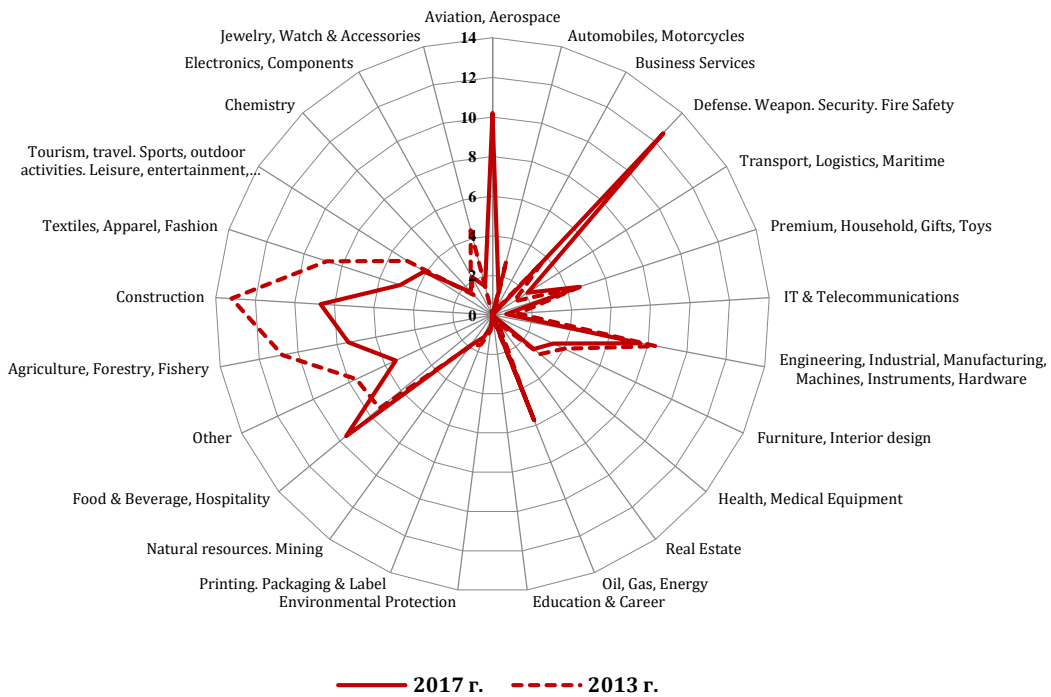 Aviation, Aerospace
Jewelry, Watch & Accessories
Automobiles, Motorcycles
Electronics, Components
Business Services
Chemistry
Defense. Weapon. Security. Fire Safety
Tourism, travel. Sports, outdoor
activities. Leisure, entertainment,...
Transport, Logistics, Maritime
Textiles, Apparel, Fashion
Premium, Household, Gifts, Toys
Construction
IT & Telecommunications
Agriculture, Forestry, Fishery
Engineering, Industrial, Manufacturing,
Machines, Instruments, Hardware
Other
Furniture, Interior design
Food & Beverage, Hospitality
Health, Medical Equipment
Natural resources. Mining
Real Estate
Printing. Packaging & Label
Oil, Gas, Energy
Environmental Protection
Education & Career
14
12
10
8
6
4
2
0
2017 г.
2013 г.